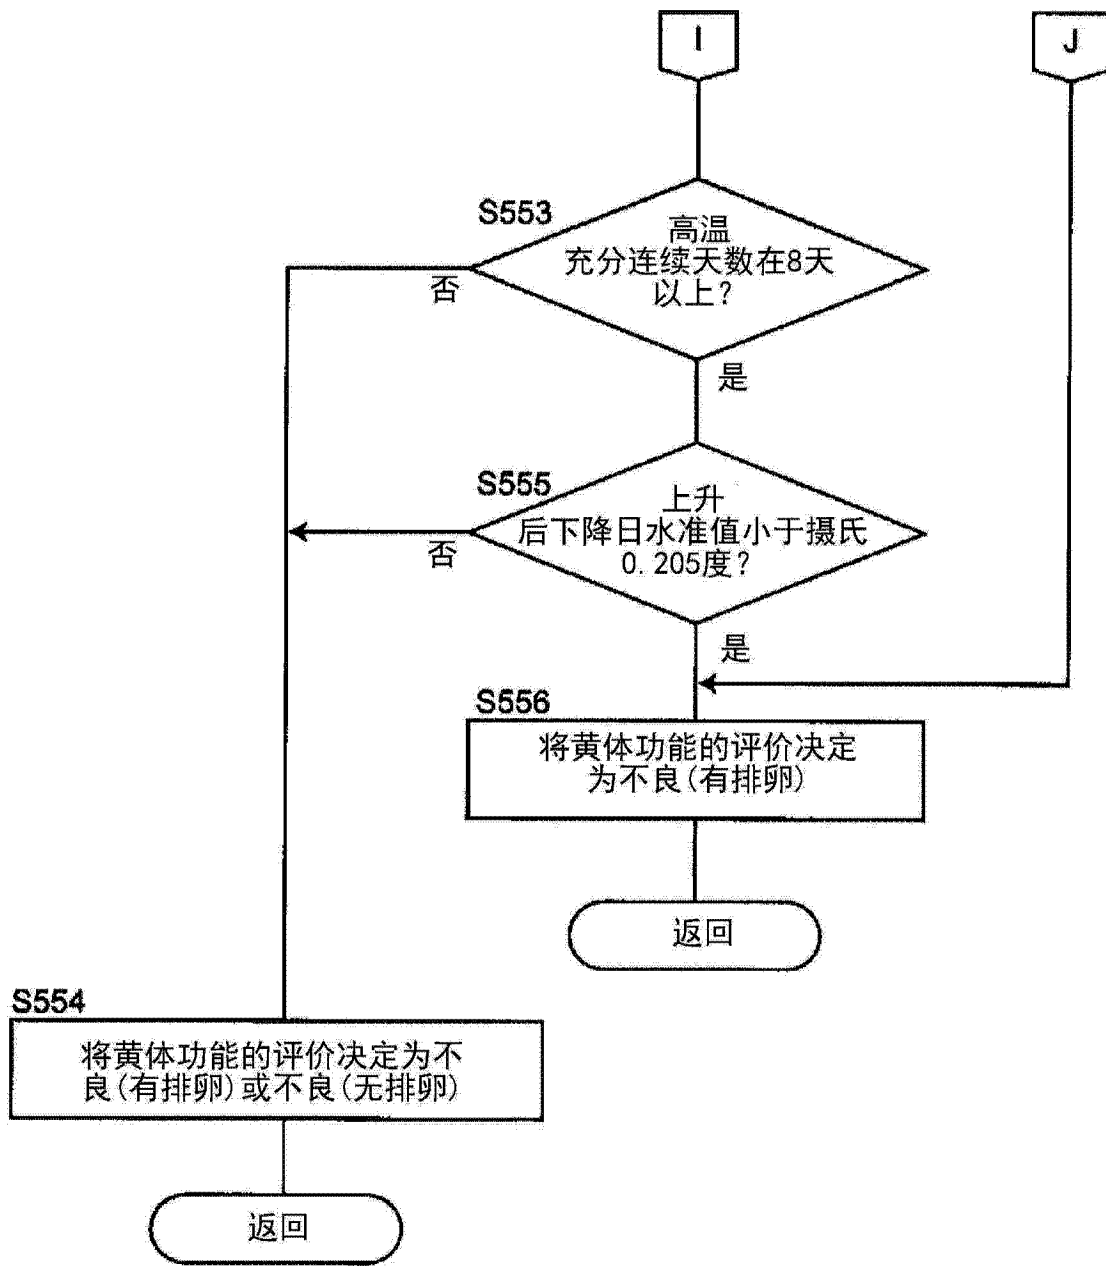 I
J
S553
高温
充分连续天数在8天
以上?
否
是
S555
上升
后下降日水准值小于摄氏
0.205度?
否
是
S556
将黄体功能的评价决定
为不良(有排卵)
返回
S554
将黄体功能的评价决定为不
良(有排卵)或不良(无排卵)
返回